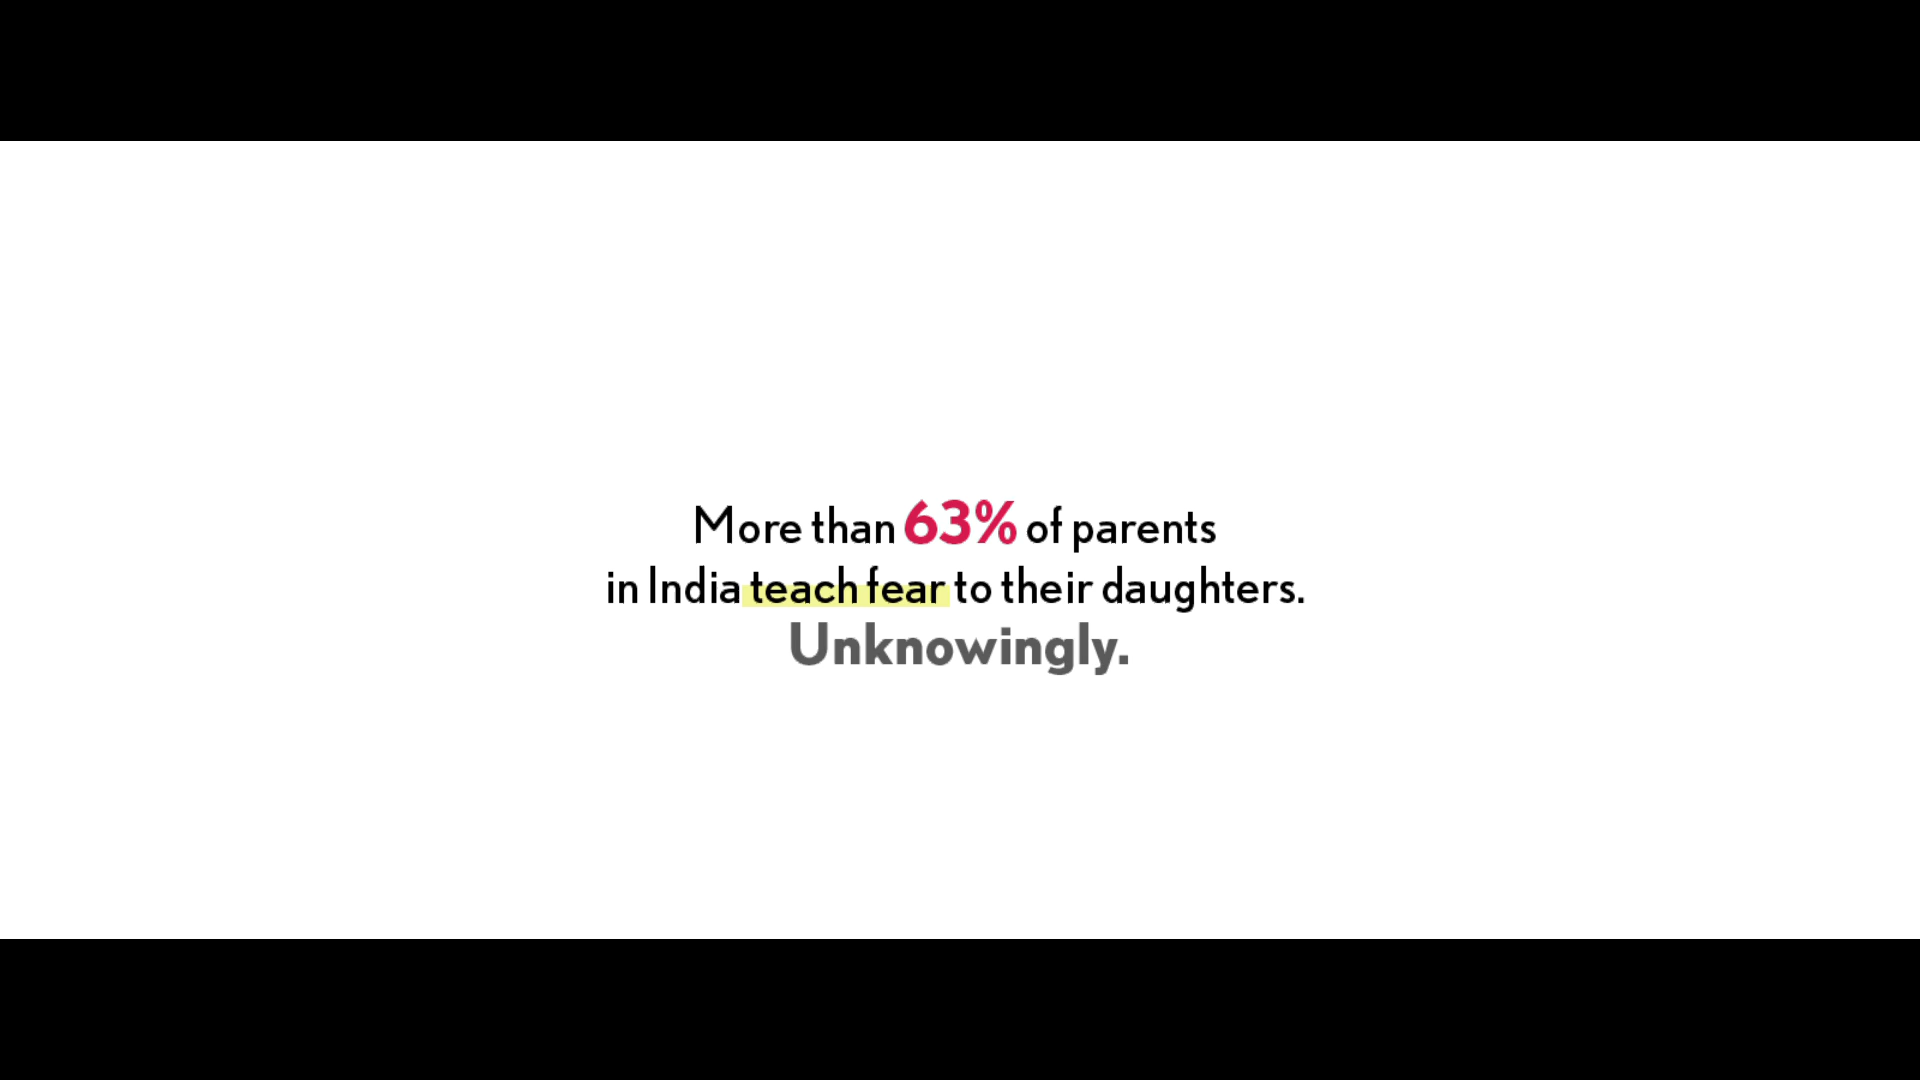 More than 63% of parents
in India teach fear to their daughters.
Unknowingly.